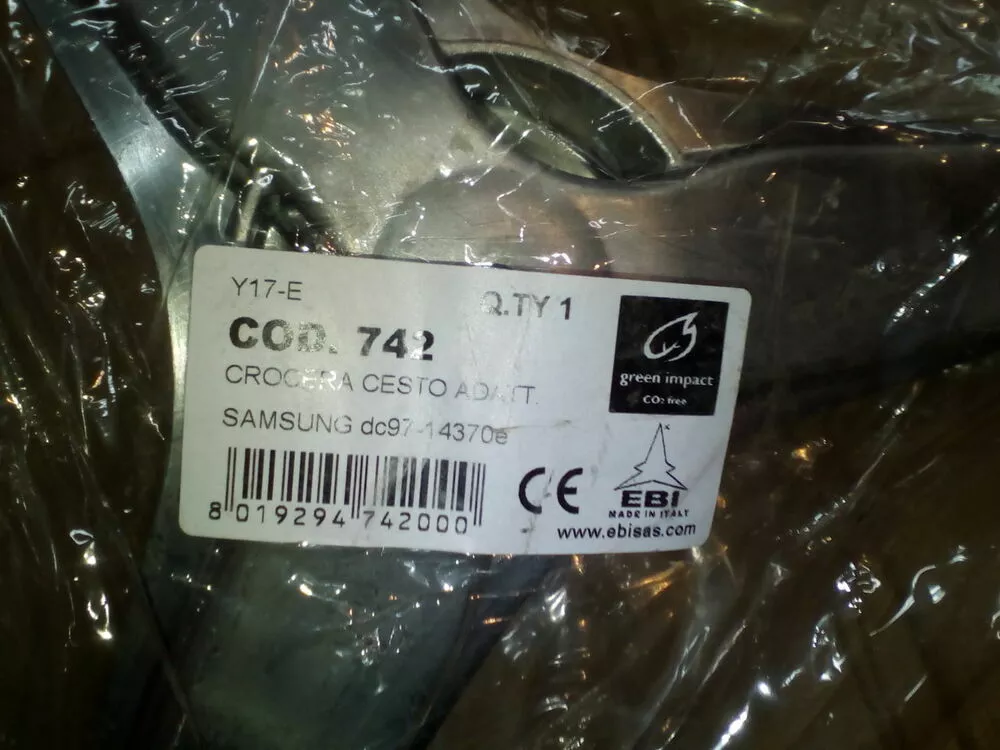 Y17-E
Q.TY 1
COD. 742
CROCERA CESTO ADATT.
SAMSUNG dc97-14370e
8 019294 742000
green impact
CO2 free
CE
EBI
MADE IN ITALY
www.ebisas.com